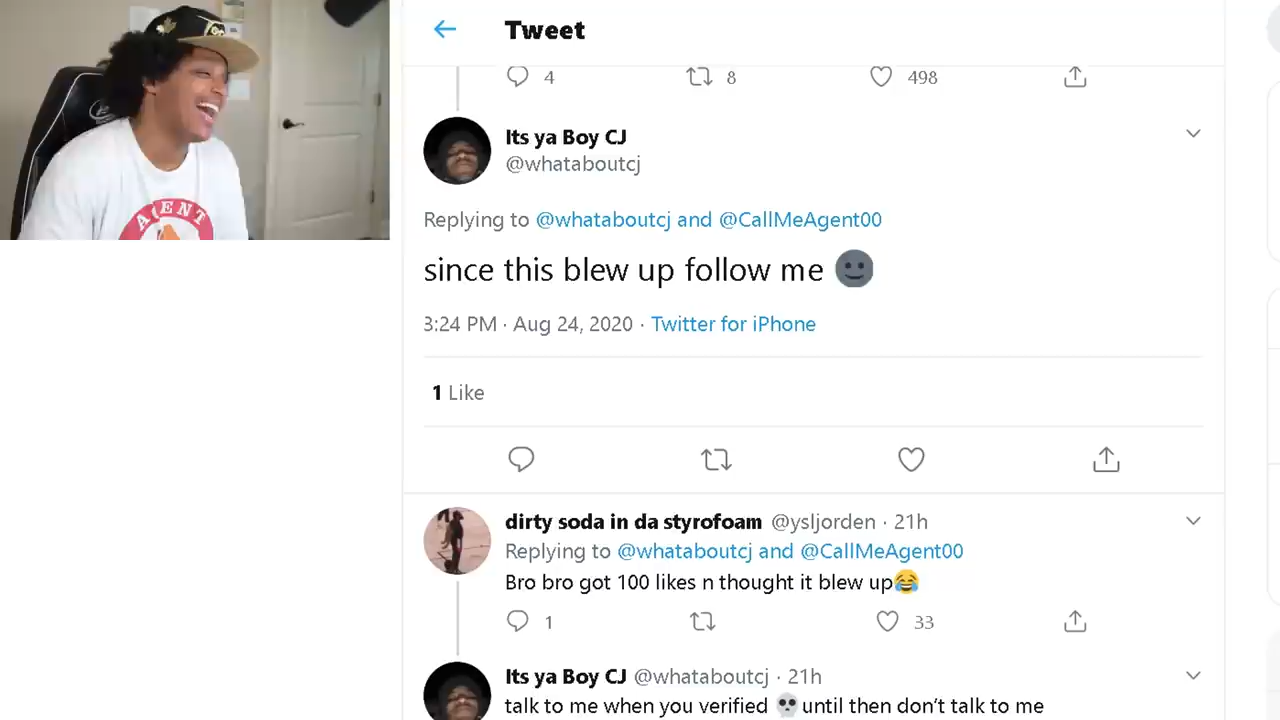 Tweet
4 8 498
Its ya Boy CJ
@whataboutcj
Replying to @whataboutcj and @CallMeAgent00
since this blew up follow me 🌚
3:24 PM · Aug 24, 2020 · Twitter for iPhone
1 Like
dirty soda in da styrofoam @ysljorden · 21h
Replying to @whataboutcj and @CallMeAgent00
Bro bro got 100 likes n thought it blew up😂
1 33
Its ya Boy CJ @whataboutcj · 21h
talk to me when you verified 💀until then don't talk to me
AGENT